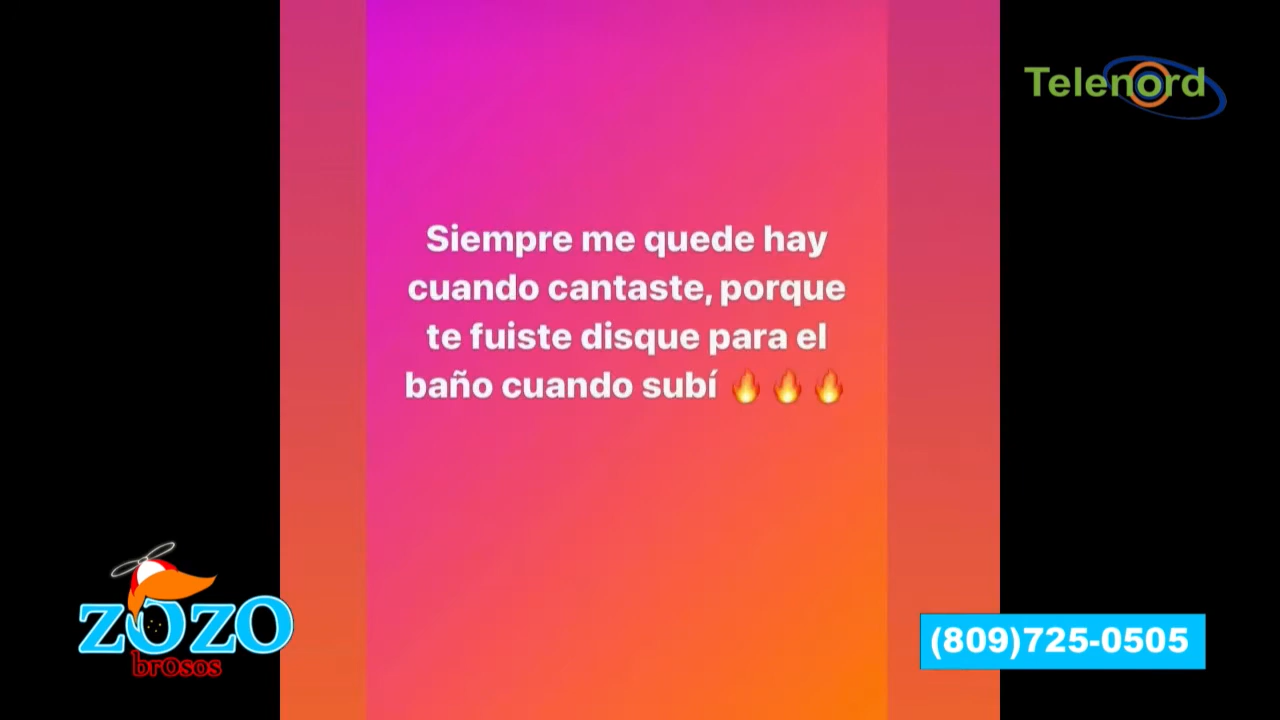 Telenord
Siempre me quede hay
cuando cantaste, porque
te fuiste disque para el
baño cuando subí 🔥🔥🔥
ZOZO
brOsos
(809)725-0505